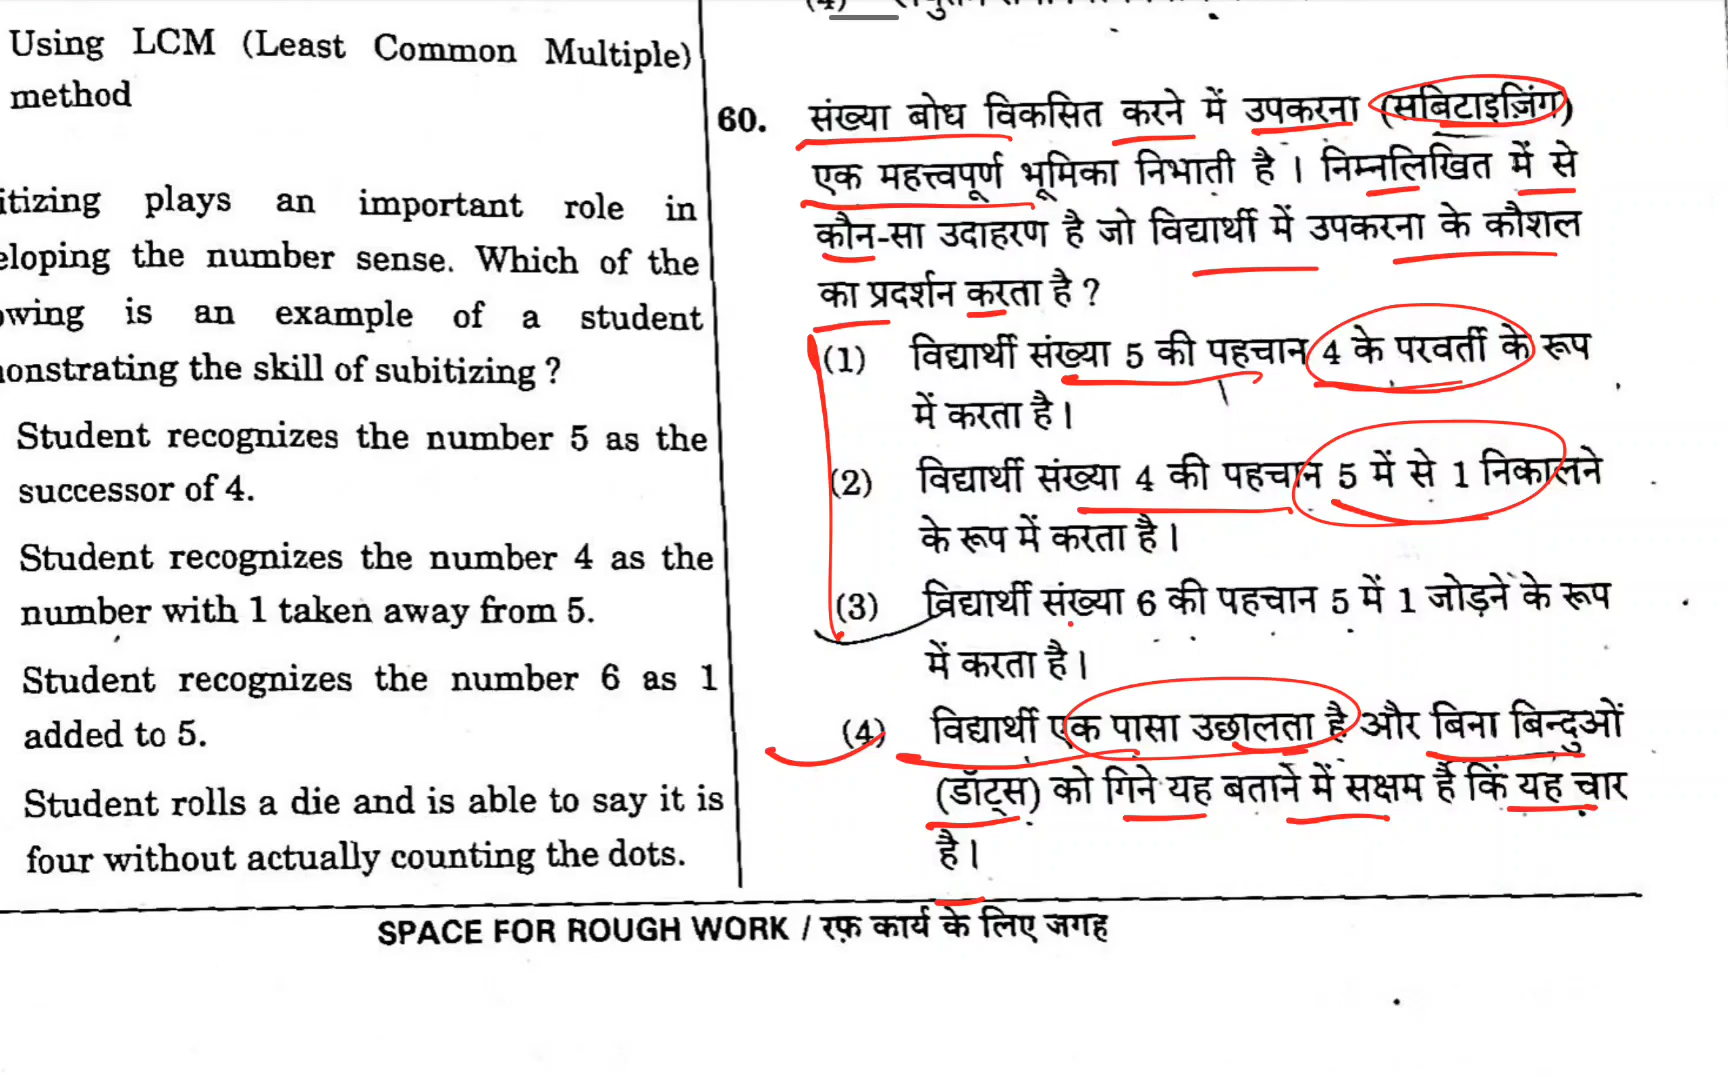 Using LCM (Least Common Multiple)
method
itizing plays an important role in
eloping the number sense. Which of the
owing is an example of a student
onstrating the skill of subitizing ?
Student recognizes the number 5 as the
successor of 4.
Student recognizes the number 4 as the
number with 1 taken away from 5.
Student recognizes the number 6 as 1
added to 5.
Student rolls a die and is able to say it is
four without actually counting the dots.
(4)
60. संख्या बोध विकसित करने में उपकरना (सबिटाइज़िंग)
एक महत्त्वपूर्ण भूमिका निभाती है । निम्नलिखित में से
कौन-सा उदाहरण है जो विद्यार्थी में उपकरना के कौशल
का प्रदर्शन करता है ?
(1) विद्यार्थी संख्या 5 की पहचान 4 के परवर्ती के रूप
में करता है ।
(2) विद्यार्थी संख्या 4 की पहचान 5 में से 1 निकालने
के रूप में करता है ।
(3) विद्यार्थी संख्या 6 की पहचान 5 में 1 जोड़ने के रूप
में करता है ।
(4) विद्यार्थी एक पासा उछालता है और बिना बिन्दुओं
(डॉट्स) को गिने यह बताने में सक्षम है कि यह चार
है ।
SPACE FOR ROUGH WORK / रफ़ कार्य के लिए जगह